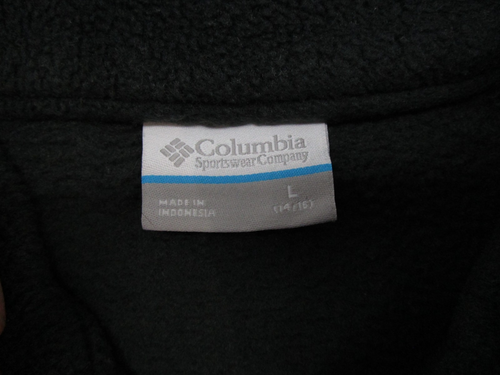 Columbia
Sportswear Company
L
MADE IN
INDONESIA
(14/16)